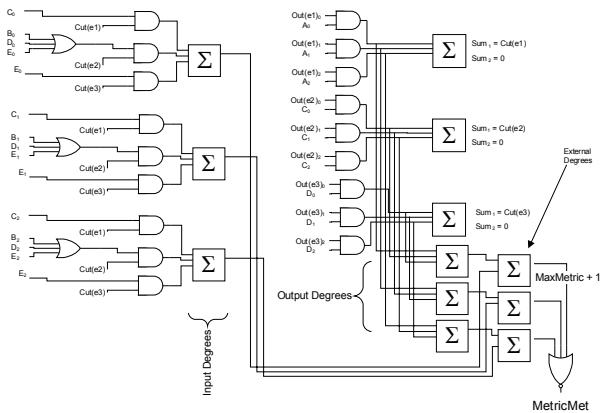 C₀
Cut(e1)
B₀
D₀
E₀
Cut(e2)
E₀
Cut(e3)
Σ
C₁
Cut(e1)
B₁
D₁
E₁
Cut(e2)
E₁
Cut(e3)
Σ
C₂
Cut(e1)
B₂
D₂
E₂
Cut(e2)
E₂
Cut(e3)
Σ
Input Degrees
Out(e1)₀
A₀
Out(e1)₁
A₁
Out(e1)₂
A₂
Σ
Sum₁ = Cut(e1)
Sum₂ = 0
Out(e2)₀
C₀
Out(e2)₁
C₁
Out(e2)₂
C₂
Σ
Sum₁ = Cut(e2)
Sum₂ = 0
Out(e3)₀
D₀
Out(e3)₁
D₁
Out(e3)₂
D₂
Σ
Sum₁ = Cut(e3)
Sum₂ = 0
External
Degrees
Output Degrees
Σ
Σ
Σ
Σ
Σ
Σ
MaxMetric + 1
MetricMet